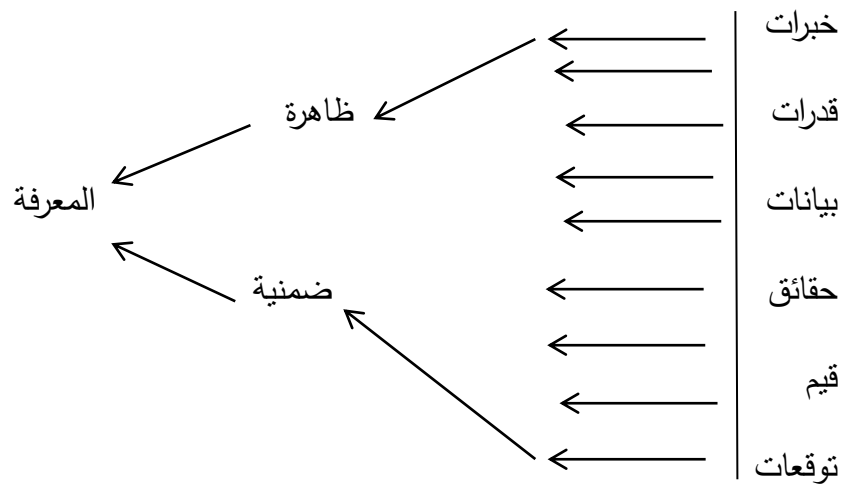 خبرات
قدرات
بيانات
حقائق
قيم
توقعات
ظاهرة
ضمنية
المعرفة